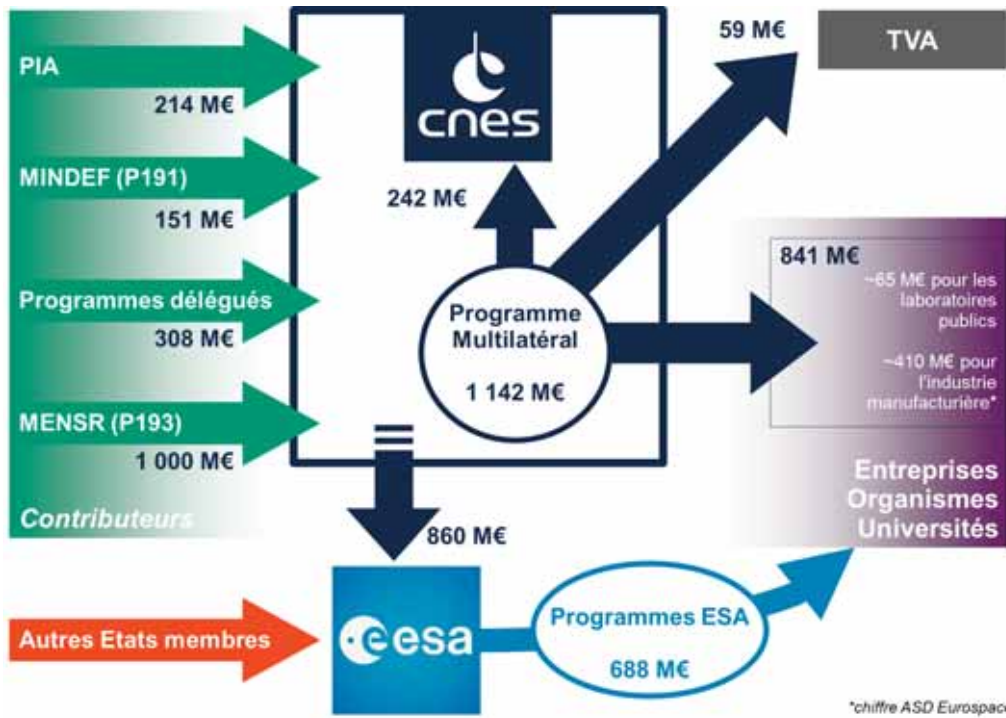 PIA
214 M€
MINDEF (P191)
151 M€
Programmes délégués
308 M€
MENSR (P193)
1 000 M€
Contributeurs
cnes
242 M€
Programme
Multilatéral
1 142 M€
59 M€
TVA
841 M€
~65 M€ pour les
laboratoires
publics
~410 M€ pour
l'industrie
manufacturière*
Entreprises
Organismes
Universités
860 M€
Autres Etats membres
esa
Programmes ESA
688 M€
*chiffre ASD Eurospace